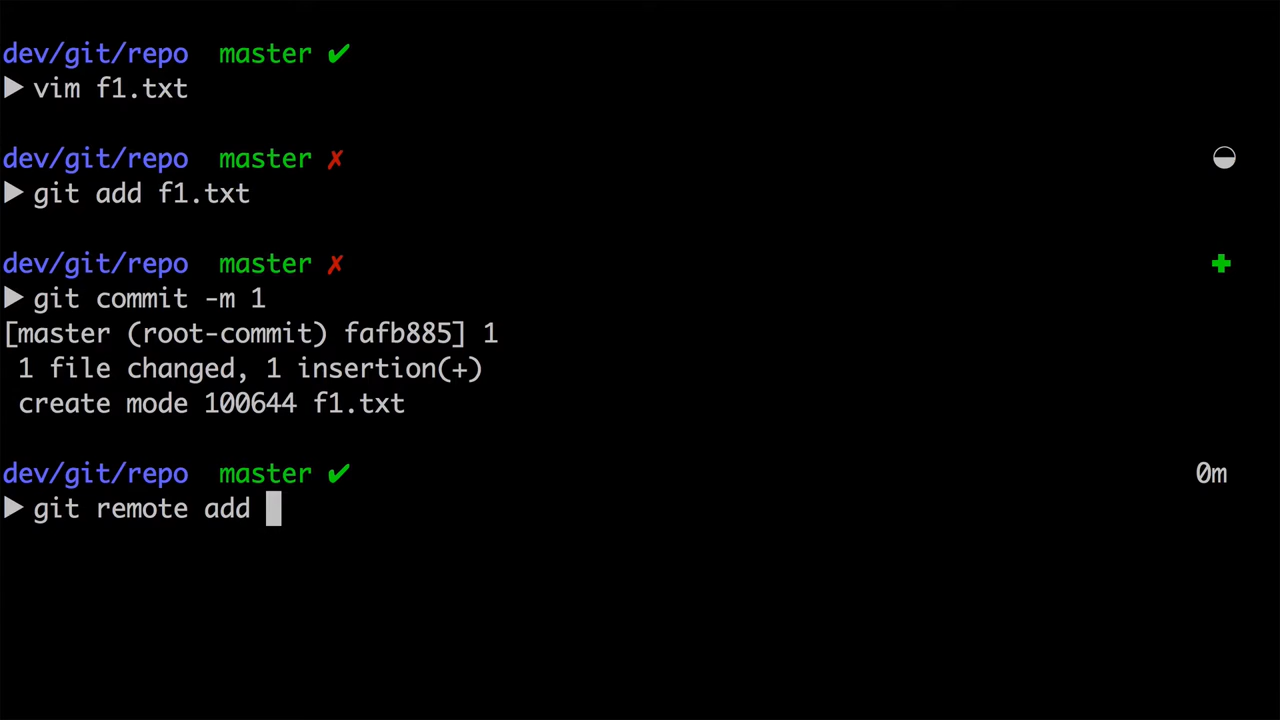 dev/git/repo  master ✔
▶ vim f1.txt
dev/git/repo  master ✗
▶ git add f1.txt
dev/git/repo  master ✗
▶ git commit -m 1
[master (root-commit) fafb885] 1
 1 file changed, 1 insertion(+)
 create mode 100644 f1.txt
dev/git/repo  master ✔ 0m
▶ git remote add